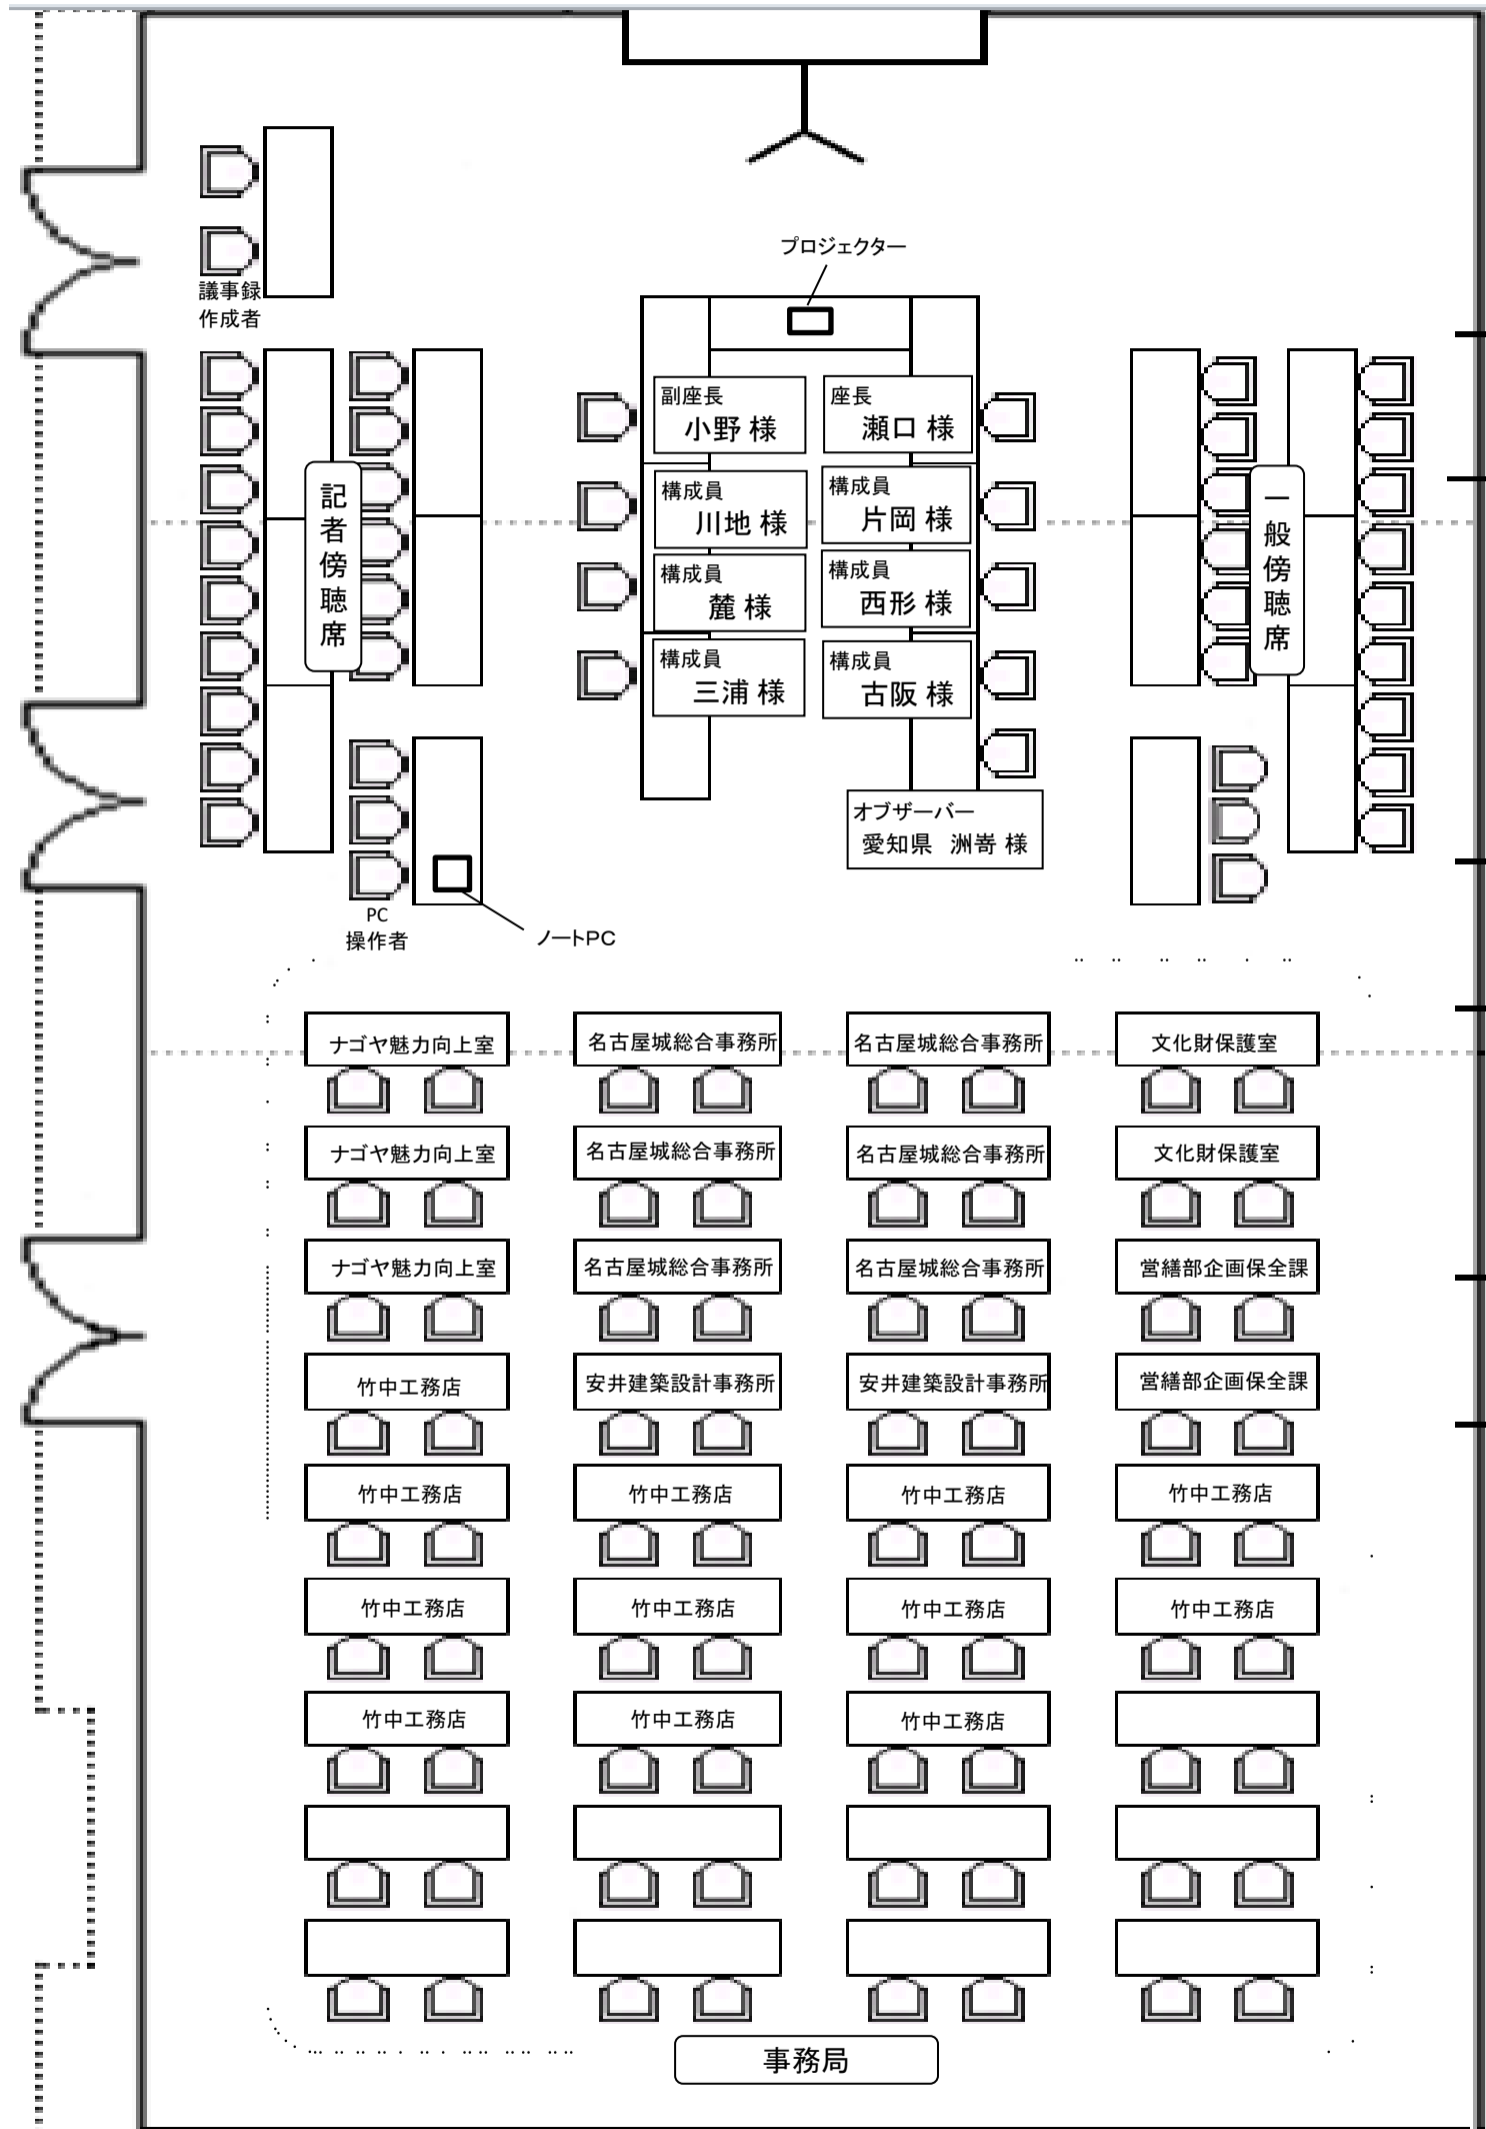 プロジェクター
議事録
作成者
副座長
小野 様
座長
瀬口 様
構成員
川地 様
構成員
片岡 様
構成員
麓 様
構成員
西形 様
構成員
三浦 様
構成員
古阪 様
オブザーバー
愛知県 洲嵜 様
記者傍聴席
一般傍聴席
PC
操作者
ノートPC
ナゴヤ魅力向上室
名古屋城総合事務所
名古屋城総合事務所
文化財保護室
ナゴヤ魅力向上室
名古屋城総合事務所
名古屋城総合事務所
文化財保護室
ナゴヤ魅力向上室
名古屋城総合事務所
名古屋城総合事務所
営繕部企画保全課
竹中工務店
安井建築設計事務所
安井建築設計事務所
営繕部企画保全課
竹中工務店
竹中工務店
竹中工務店
竹中工務店
竹中工務店
竹中工務店
竹中工務店
竹中工務店
竹中工務店
竹中工務店
竹中工務店
事務局